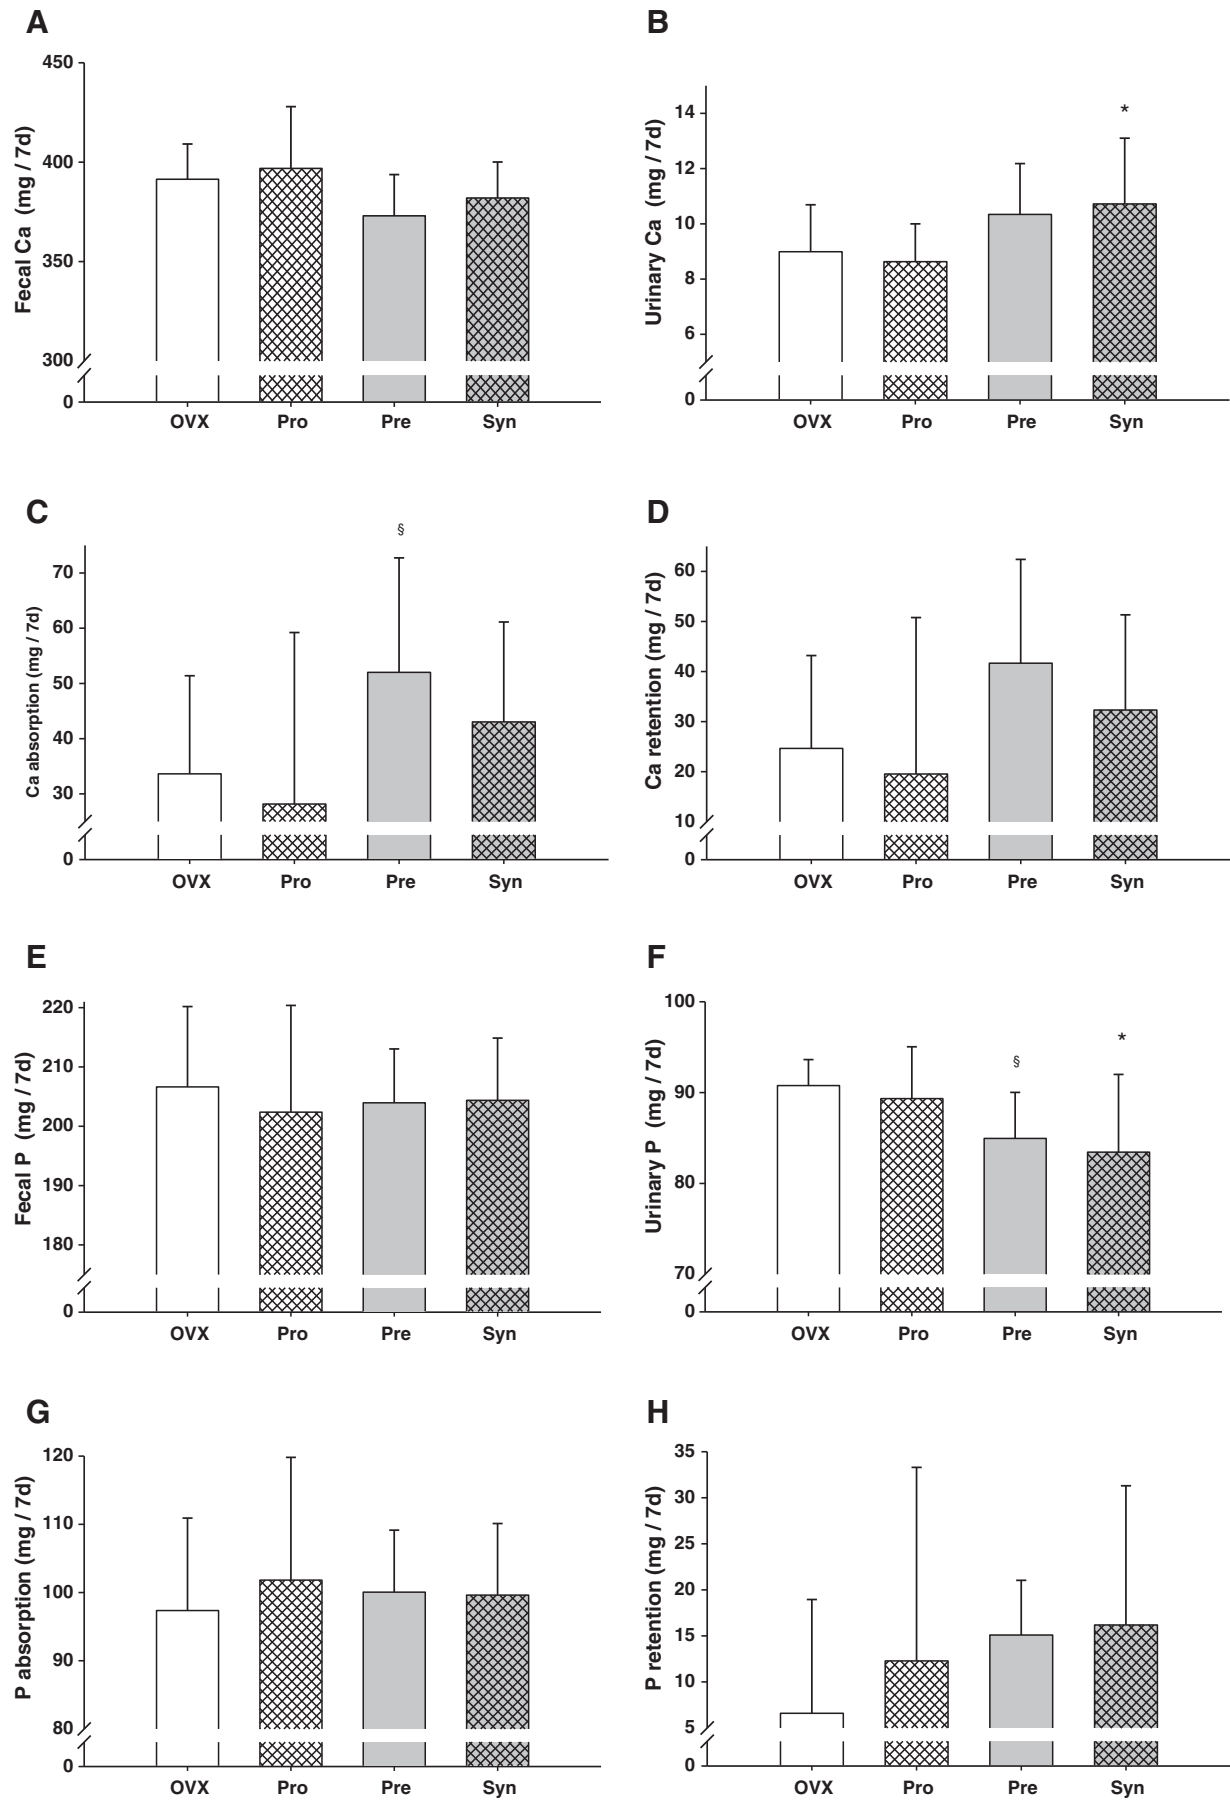 A
Fecal Ca (mg / 7d)
450
400
350
300
0
OVX Pro Pre Syn
B
Urinary Ca (mg / 7d)
14
12
10
8
6
0
*
OVX Pro Pre Syn
C
Ca absorption (mg / 7d)
70
60
50
40
30
0
§
OVX Pro Pre Syn
D
Ca retention (mg / 7d)
60
50
40
30
20
10
0
OVX Pro Pre Syn
E
Fecal P (mg / 7d)
220
210
200
190
180
0
OVX Pro Pre Syn
F
Urinary P (mg / 7d)
100
90
80
70
0
§
*
OVX Pro Pre Syn
G
P absorption (mg / 7d)
120
110
100
90
80
0
OVX Pro Pre Syn
H
P retention (mg / 7d)
35
30
25
20
15
10
5
0
OVX Pro Pre Syn